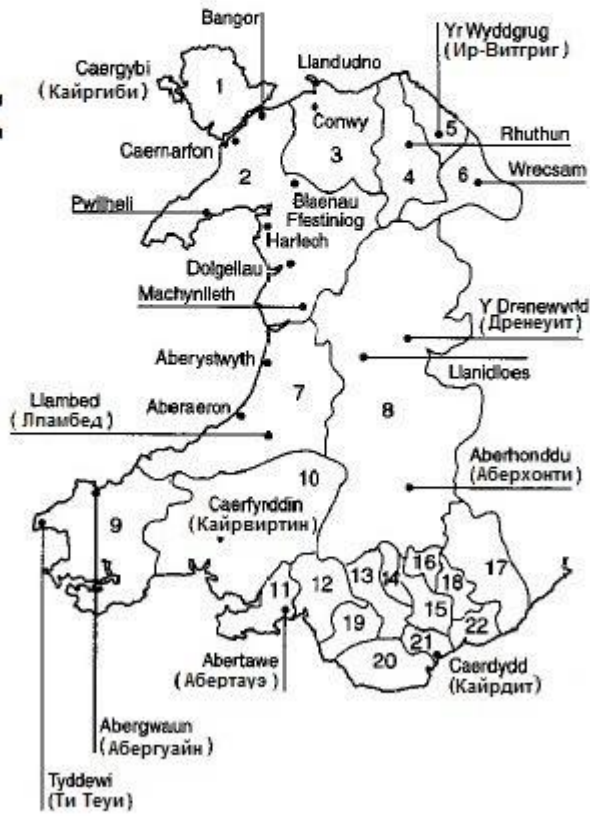 Bangor
Yr Wyddgrug
(Ир-Витгриг)
Llandudno
Caergybi
(Кайргиби)
1
Conwy
5
Rhuthun
Caernarfon
2
3
4
6
Wrecsam
Blaenau
Ffestiniog
Pwllheli
Harlech
Dolgellau
Machynlleth
Y Drenewydd
(Дренеуит)
Aberystwyth
Llanidloes
7
Llambed
(Лламбед)
Aberaeron
8
10
Aberhonddu
(Аберхонти)
9
Caerfyrddin
(Кайрвиртин)
16
17
11
12
13
14
18
15
19
22
21
20
Abertawe
(Абертауэ)
Caerdydd
(Кайрдит)
Abergwaun
(Абергуайн)
Tyddewi
(Ти Теуи)